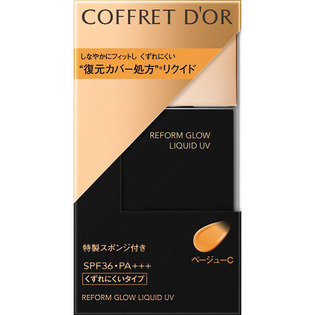 COFFRET D'OR
しなやかにフィットし くずれにくい
“復元カバー処方”*リクイド
REFORM GLOW
LIQUID UV
特製スポンジ付き
SPF36・PA+++
くずれにくいタイプ
ベージュC
REFORM GLOW LIQUID UV